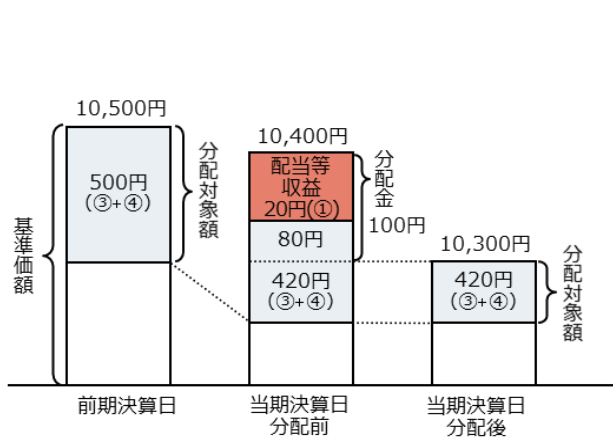 10,500円
500円
(③+④)
分配対象額
基準価額
前期決算日
10,400円
配当等
収益
20円(①)
80円
420円
(③+④)
分配金
100円
当期決算日
分配前
10,300円
420円
(③+④)
分配対象額
当期決算日
分配後